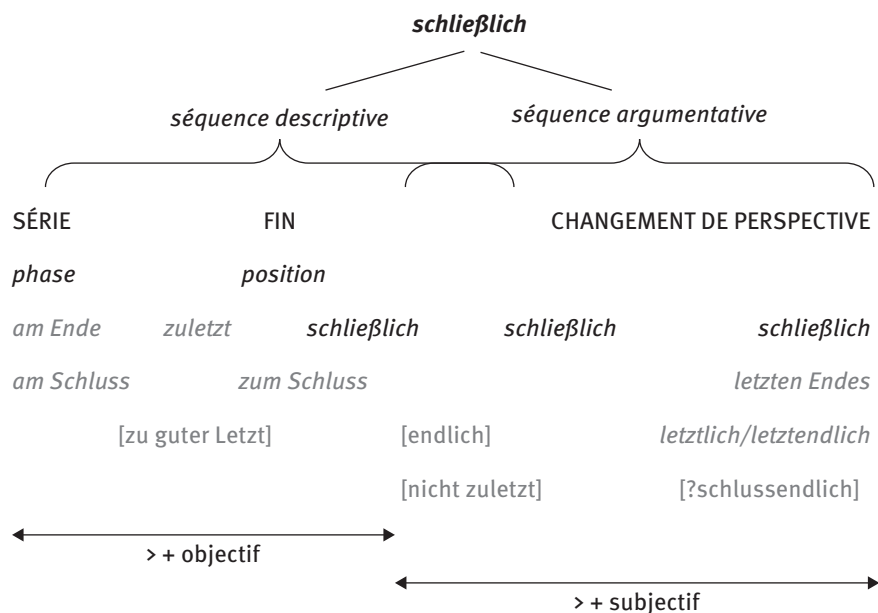 schließlich
séquence descriptive séquence argumentative
SÉRIE FIN CHANGEMENT DE PERSPECTIVE
phase position
am Ende zuletzt schließlich schließlich schließlich
am Schluss zum Schluss letzten Endes
[zu guter Letzt] [endlich] letztlich/letztendlich
[nicht zuletzt] [?schlussendlich]
> + objectif
> + subjectif